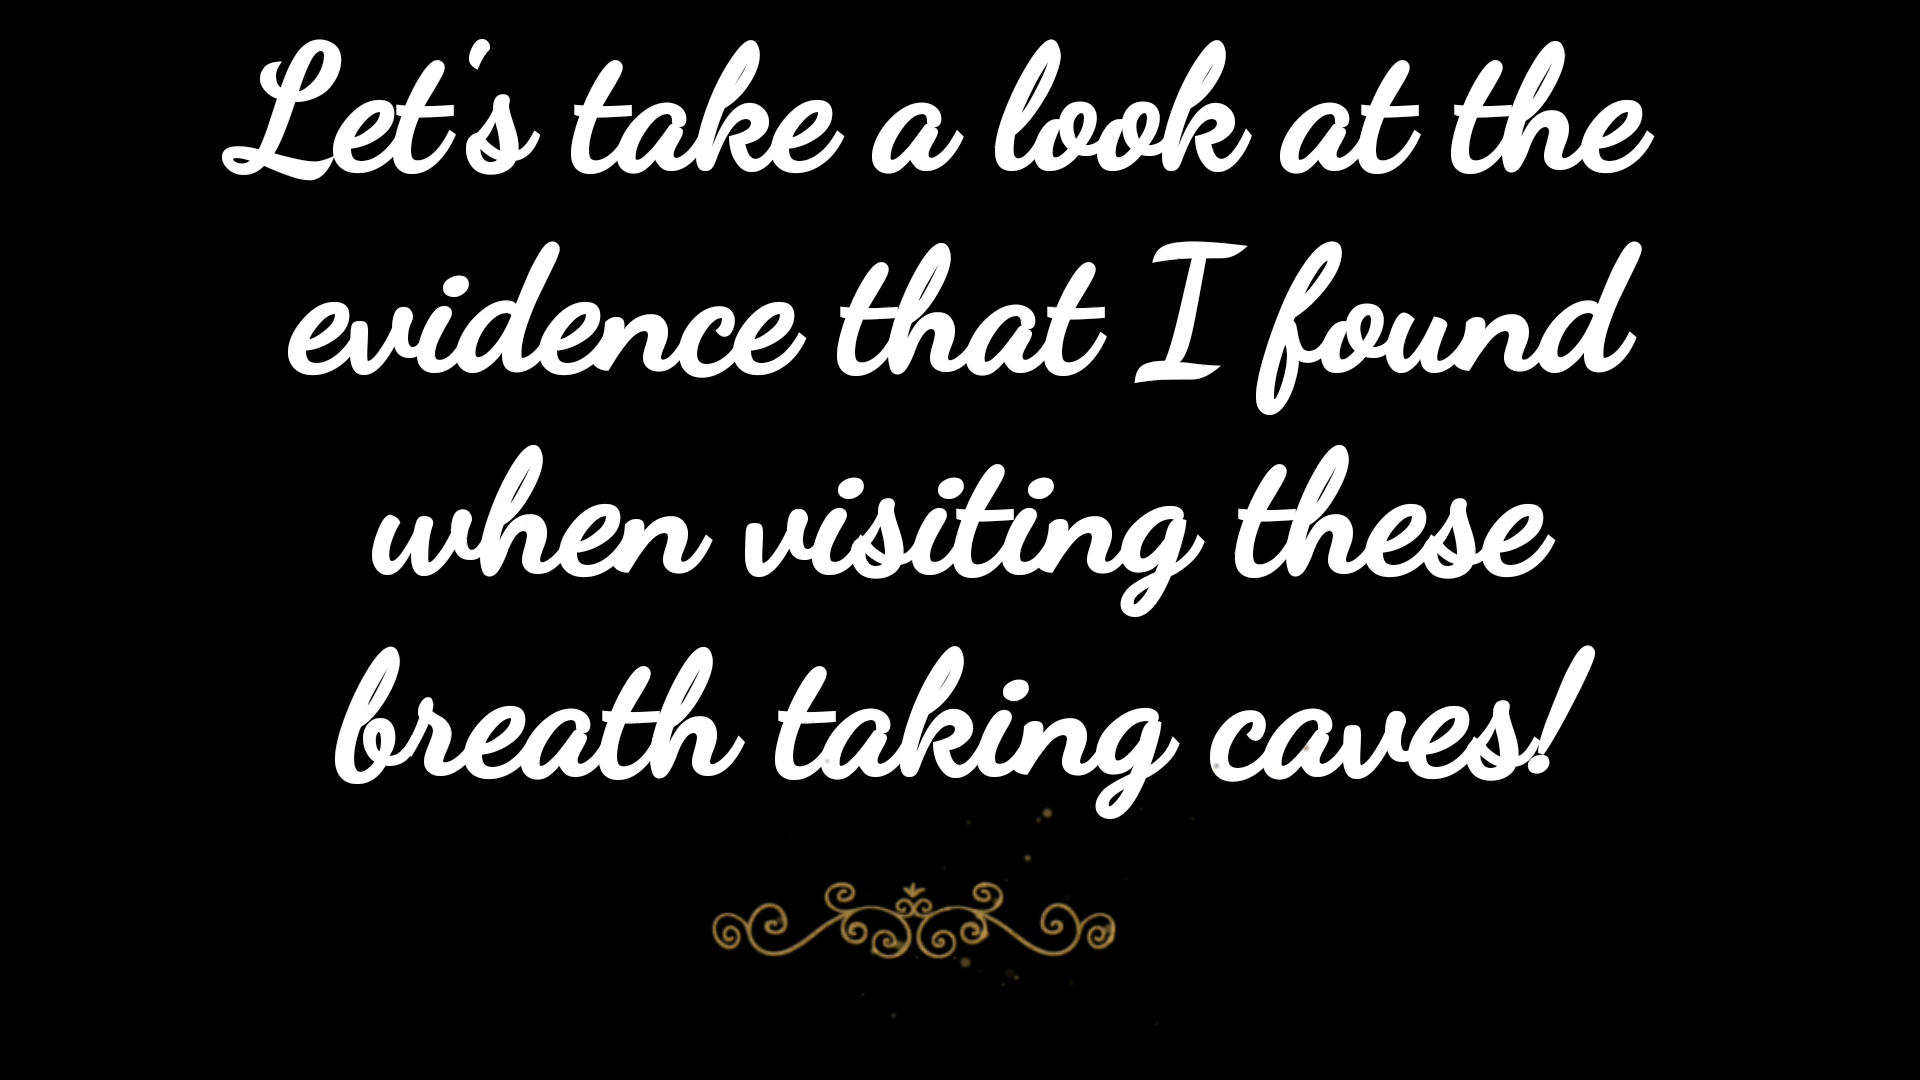 Let's take a look at the
evidence that I found
when visiting these
breath taking caves!